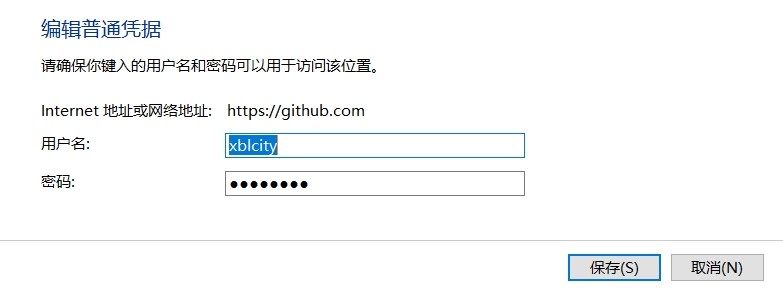 编辑普通凭据
请确保你键入的用户名和密码可以用于访问该位置。
Internet 地址或网络地址: https://github.com
用户名: xblcity
密码: ●●●●●●●●
保存(S) 取消(N)